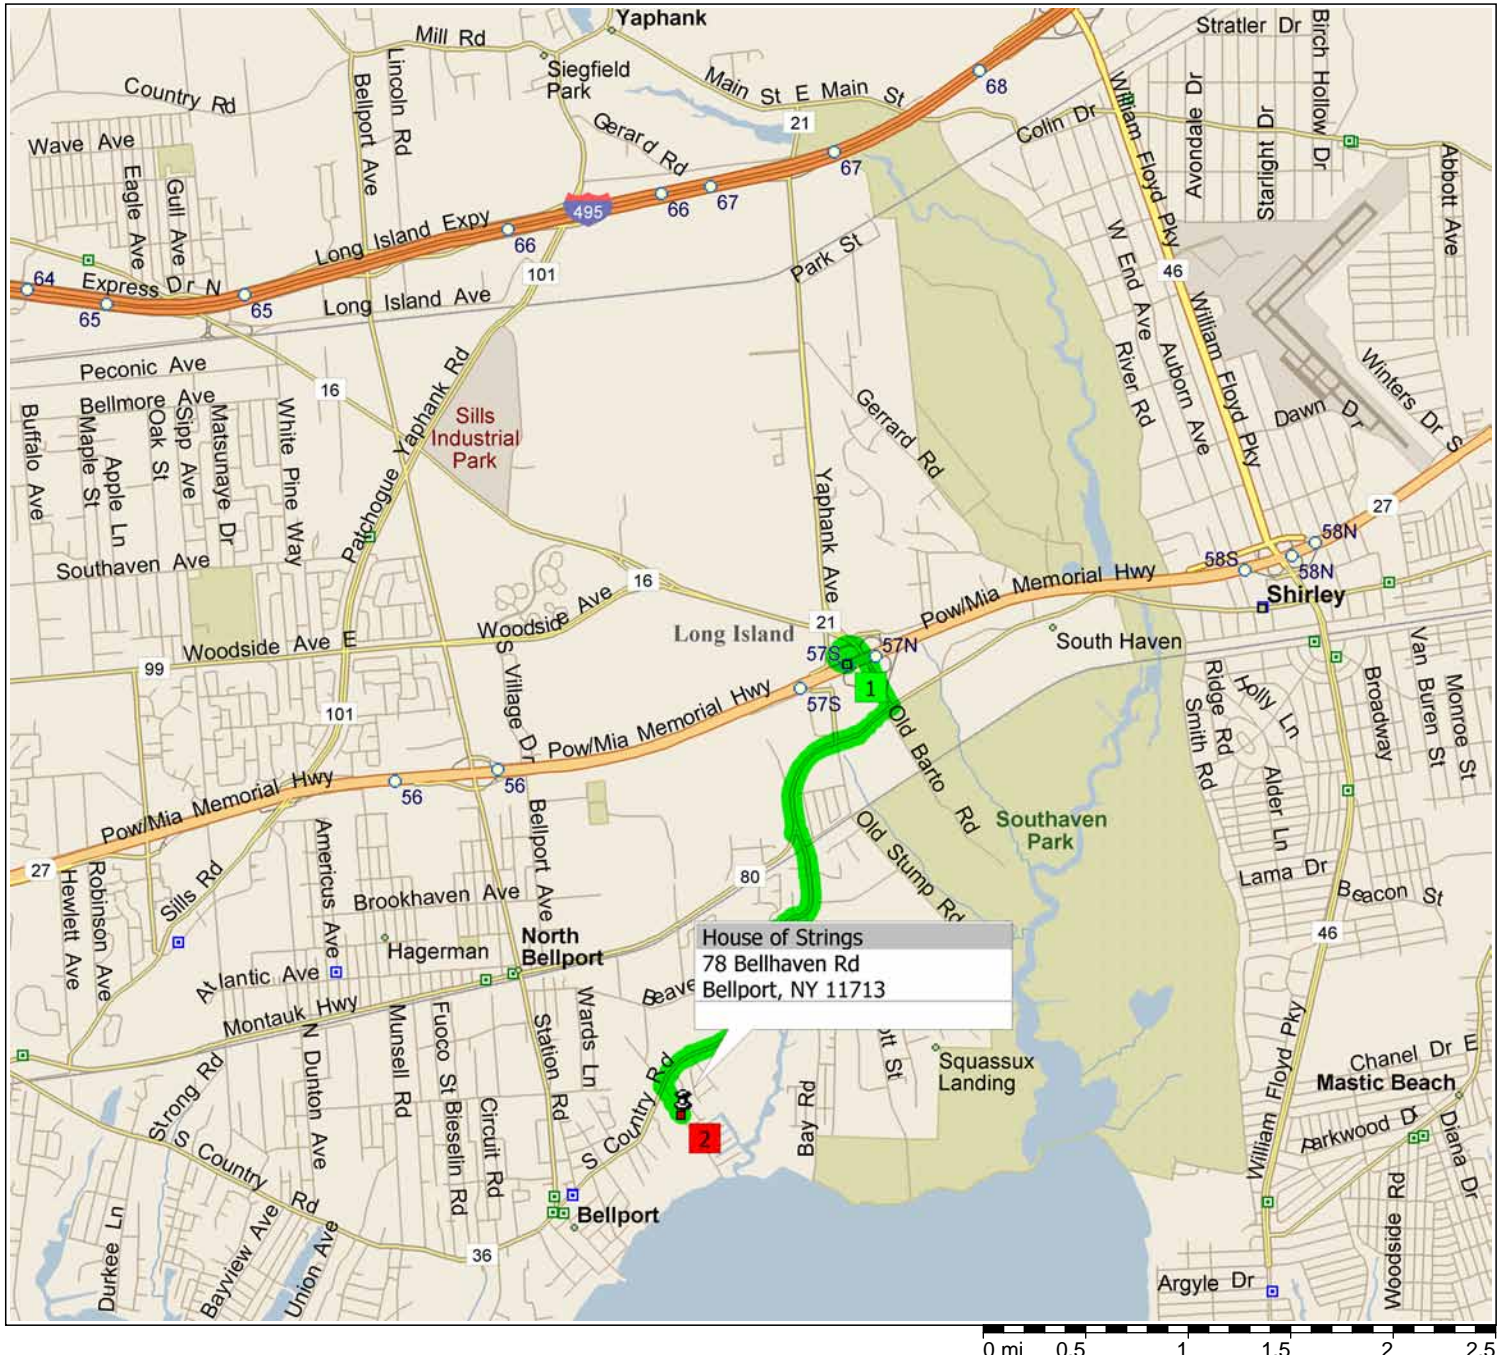 Yaphank
Stratler Dr
Mill Rd
Birch Hollow Dr
Lincoln Rd
Siegfield
Park
Main St E Main St
68
Country Rd
Bellport Ave
William Floyd Pky
Avondale Dr
Starlight Dr
Colin Dr
21
Gerard Rd
Wave Ave
67
Abbott Ave
Eagle Ave
Gull Ave
66
67
495
Long Island Expy
66
W End Ave
Park St
101
46
64
Express Dr N
65
65
Long Island Ave
William Floyd Pky
River Rd
Auburn Ave
Winters Dr S
Peconic Ave
16
Bellmore Ave
Patchogue Yaphank Rd
Sills
Industrial
Park
Gerrard Rd
Dawn Dr
Buffalo Ave
Maple St
Apple Ln
Oak St
Sipp Ave
Matsunaye Dr
White Pine Way
Yaphank Ave
27
58N
58S
58N
Southaven Ave
16
Pow/Mia Memorial Hwy
Shirley
21
Woodside Ave
Long Island
South Haven
Woodside Ave E
57S
57N
99
S Village Dr
1
57S
Van Buren St
Monroe St
Broadway
Ridge Rd
Holly Ln
Smith Rd
101
Pow/Mia Memorial Hwy
Old Barto Rd
56
56
Pow/Mia Memorial Hwy
Alder Ln
Southaven
Park
Old Stump Rd
Bellport Ave
Americus Ave
27
80
Lama Dr
Beacon St
Sills Rd
Brookhaven Ave
Hewlett Ave
Robinson Ave
46
House of Strings
78 Bellhaven Rd
Bellport, NY 11713
North
Bellport
Hagerman
Atlantic Ave
Beave
Montauk Hwy
Wards Ln
Station Rd
Munsell Rd
Fuoco St
N Dunton Ave
ott St
Squassux
Landing
William Floyd Pky
Chanel Dr E
Mastic Beach
S Country Rd
Strong Rd
Bieselin Rd
Circuit Rd
2
Bay Rd
Parkwood Dr
Diana Dr
S Country Rd
Bellport
36
Woodside Rd
Durkee Ln
Bayview Ave
Union Ave
Argyle Dr
0 mi 0.5 1 1.5 2 2.5